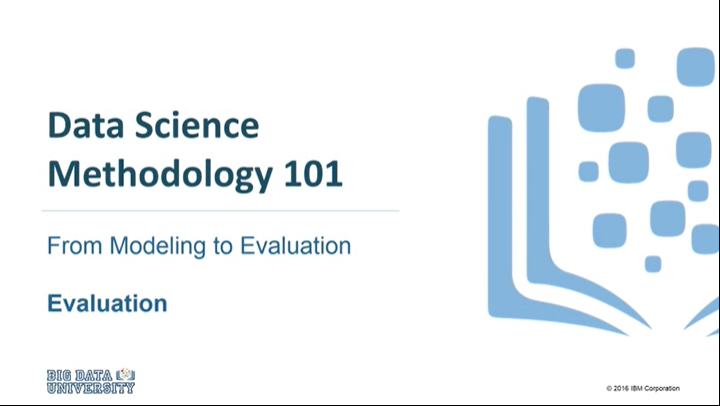 Data Science
Methodology 101
From Modeling to Evaluation
Evaluation
BIG DATA
UNIVERSITY
© 2016 IBM Corporation